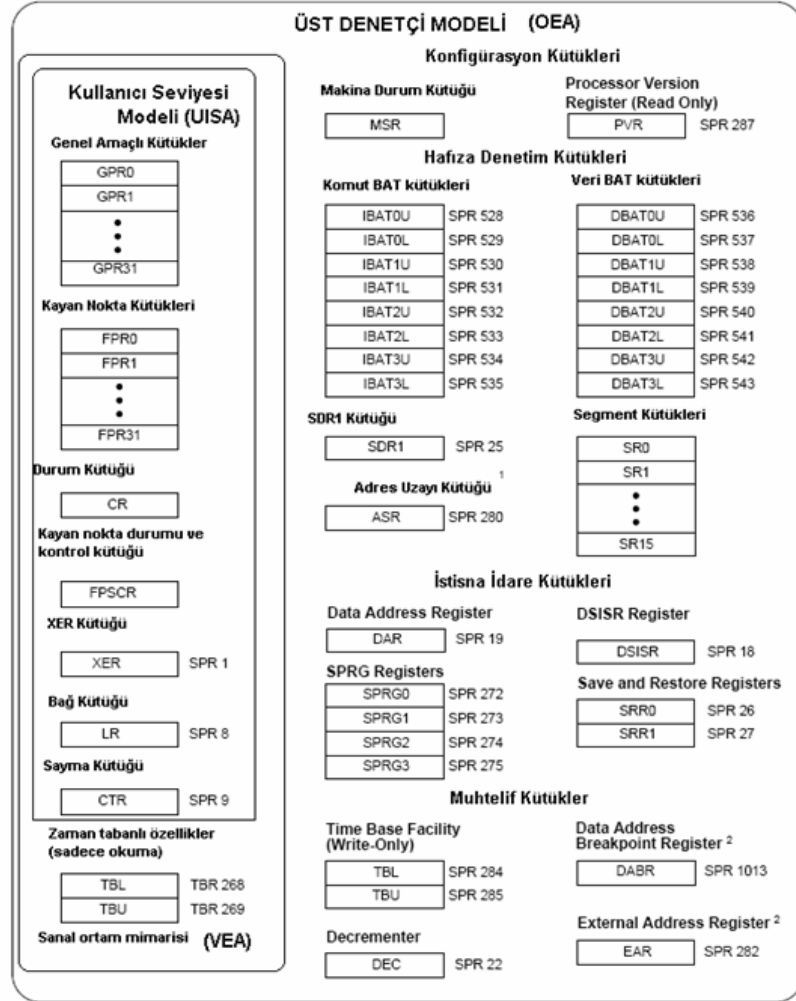 ÜST DENETÇİ MODELİ (OEA)
Kullanıcı Seviyesi
Modeli (UISA)
Genel Amaçlı Kütükler
GPR0
GPR1
GPR31
Kayan Nokta Kütükleri
FPR0
FPR1
FPR31
Durum Kütüğü
CR
Kayan nokta durumu ve
kontrol kütüğü
FPSCR
XER Kütüğü
XER SPR 1
Bağ Kütüğü
LR SPR 8
Sayma Kütüğü
CTR SPR 9
Zaman tabanlı özellikler
(sadece okuma)
TBL TBR 268
TBU TBR 269
Sanal ortam mimarisi (VEA)
Konfigürasyon Kütükleri
Makina Durum Kütüğü
MSR
Processor Version
Register (Read Only)
PVR SPR 287
Hafıza Denetim Kütükleri
Komut BAT kütükleri
IBAT0U SPR 528
IBAT0L SPR 529
IBAT1U SPR 530
IBAT1L SPR 531
IBAT2U SPR 532
IBAT2L SPR 533
IBAT3U SPR 534
IBAT3L SPR 535
Veri BAT kütükleri
DBAT0U SPR 536
DBAT0L SPR 537
DBAT1U SPR 538
DBAT1L SPR 539
DBAT2U SPR 540
DBAT2L SPR 541
DBAT3U SPR 542
DBAT3L SPR 543
SDR1 Kütüğü
SDR1 SPR 25
Adres Uzayı Kütüğü 1
ASR SPR 280
Segment Kütükleri
SR0
SR1
SR15
İstisna İdare Kütükleri
Data Address Register
DAR SPR 19
SPRG Registers
SPRG0 SPR 272
SPRG1 SPR 273
SPRG2 SPR 274
SPRG3 SPR 275
DSISR Register
DSISR SPR 18
Save and Restore Registers
SRR0 SPR 26
SRR1 SPR 27
Muhtelif Kütükler
Time Base Facility
(Write-Only)
TBL SPR 284
TBU SPR 285
Decrementer
DEC SPR 22
Data Address
Breakpoint Register 2
DABR SPR 1013
External Address Register 2
EAR SPR 282